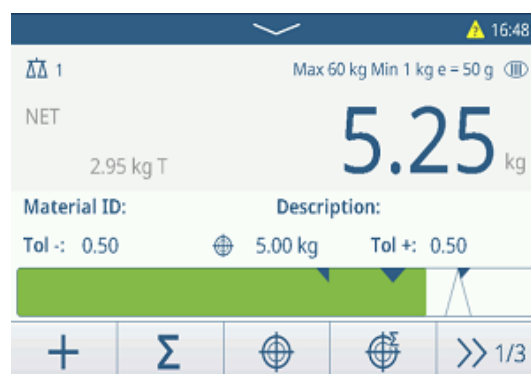 16:48
1 Max 60 kg Min 1 kg e = 50 g III
NET
5.25 kg
2.95 kg T
Material ID: Description:
Tol -: 0.50 5.00 kg Tol +: 0.50
+ Σ Σ 1/3